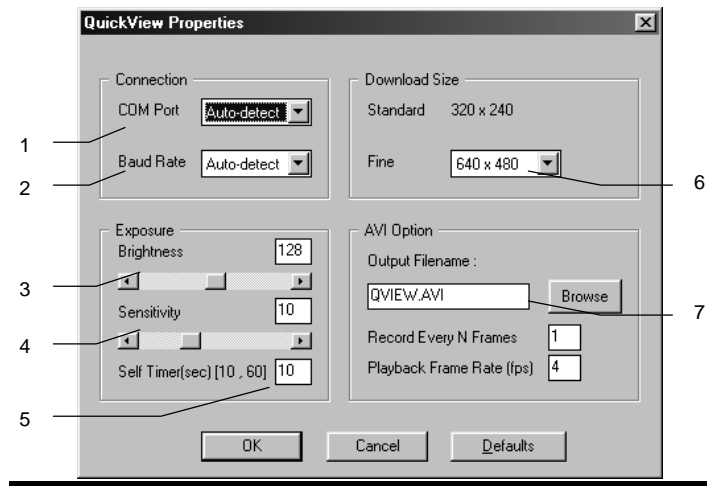 QuickView Properties
Connection
COM Port Auto-detect
Baud Rate Auto-detect
Download Size
Standard 320 x 240
Fine 640 x 480
Exposure
Brightness 128
Sensitivity 10
Self Timer(sec) [10 , 60] 10
AVI Option
Output Filename :
QVIEW.AVI Browse
Record Every N Frames 1
Playback Frame Rate (fps) 4
OK Cancel Defaults
1
2
3
4
5
6
7